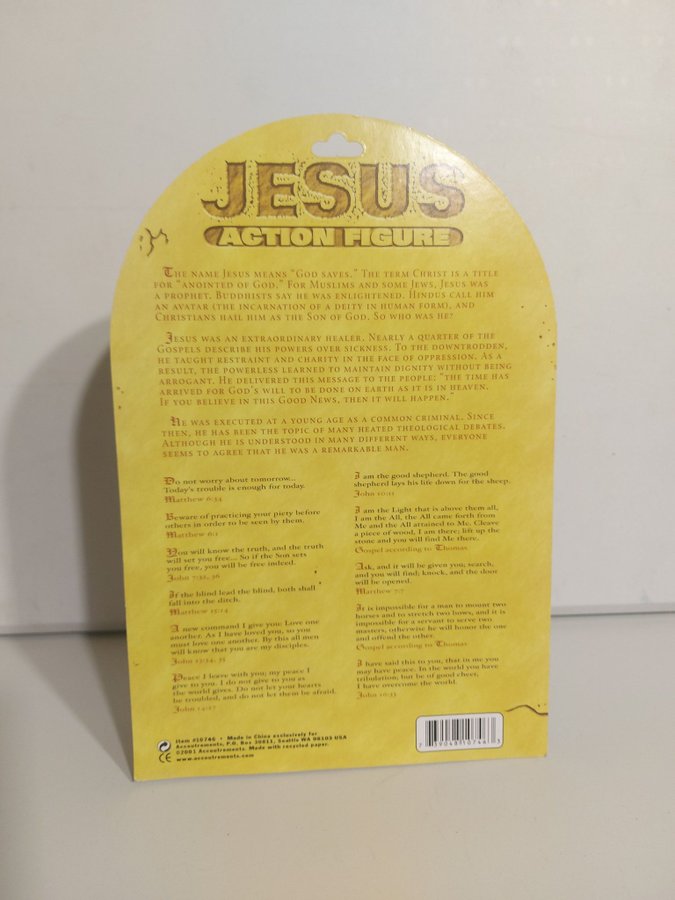 JESUS
ACTION FIGURE
The name Jesus means "God saves." The term Christ is a title
for "anointed of God." For Muslims and some Jews, Jesus was
a prophet. Buddhists say he was enlightened. Hindus call him
an avatar (the incarnation of a deity in human form), and
Christians hail him as the Son of God. So who was he?
Jesus was an extraordinary healer. Nearly a quarter of the
Gospels describe his powers over sickness. To the downtrodden,
he taught restraint and charity in the face of oppression. As a
result, the powerless learned to maintain dignity without being
arrogant. He delivered this message to the people: "The time has
arrived for God's will to be done on earth as it is in heaven.
If you believe in this Good News, then it will happen."
He was executed at a young age as a common criminal. Since
then, he has been the topic of many heated theological debates.
Although he is understood in many different ways, everyone
seems to agree that he was a remarkable man.
Do not worry about tomorrow...
Today's trouble is enough for today.
Matthew 6:34
Beware of practicing your piety before
others in order to be seen by them.
Matthew 6:1
You will know the truth, and the truth
will set you free... So if the Son sets
you free, you will be free indeed.
John 7:32, 36
If the blind lead the blind, both shall
fall into the ditch.
Matthew 15:14
A new command I give you: Love one
another. As I have loved you, so you
must love one another. By this all men
will know that you are my disciples.
John 13:34, 35
Peace I leave with you; my peace I
give to you. I do not give to you as
the world gives. Do not let your hearts
be troubled, and do not let them be afraid.
John 14:27
I am the good shepherd. The good
shepherd lays his life down for the sheep.
John 10:11
I am the Light that is above them all,
I am the All, the All came forth from
Me and the All attained to Me. Cleave
a piece of wood, I am there; lift up the
stone and you will find Me there.
Gospel according to Thomas
Ask, and it will be given you; search,
and you will find; knock, and the door
will be opened.
Matthew 7:7
It is impossible for a man to mount two
horses and to stretch two bows, and it is
impossible for a servant to serve two
masters, otherwise he will honor the one
and offend the other.
Gospel according to Thomas
I have said this to you, that in me you
may have peace. In the world you have
tribulation; but be of good cheer,
I have overcome the world.
John 16:33
Item #10746 • Made in China exclusively for
Accoutrements, P.O. Box 30811, Seattle WA 98103 USA
©2001 Accoutrements. Made with recycled paper.
CE www.accoutrements.com
7 39048 10746 3